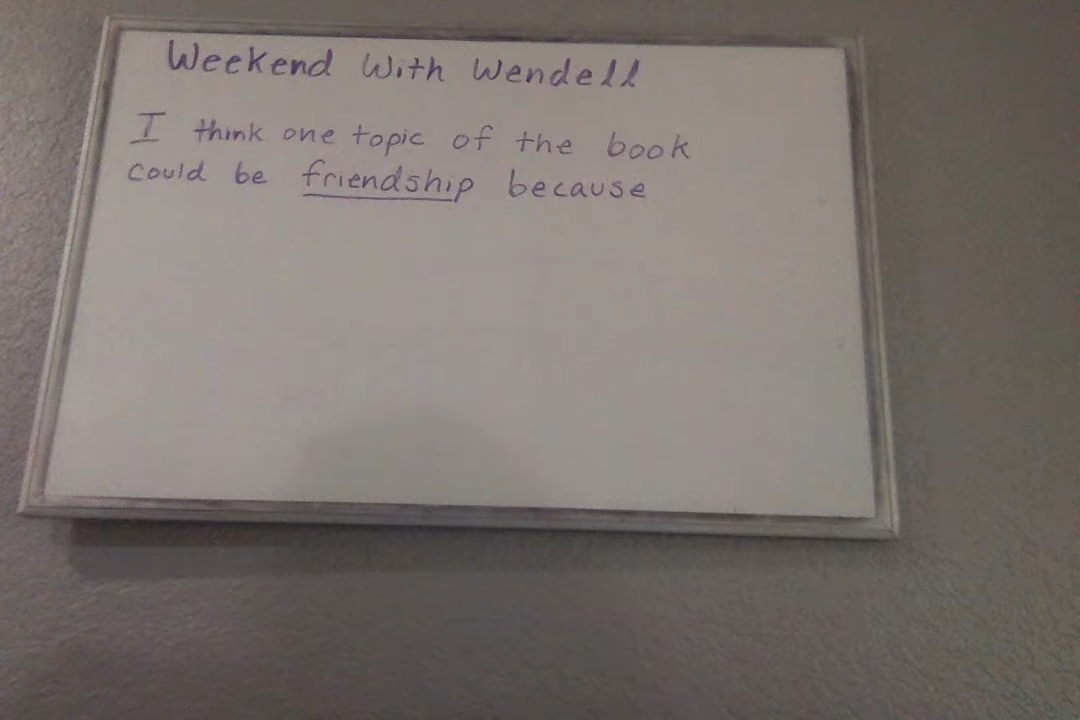 Weekend With Wendell
I think one topic of the book
could be friendship because